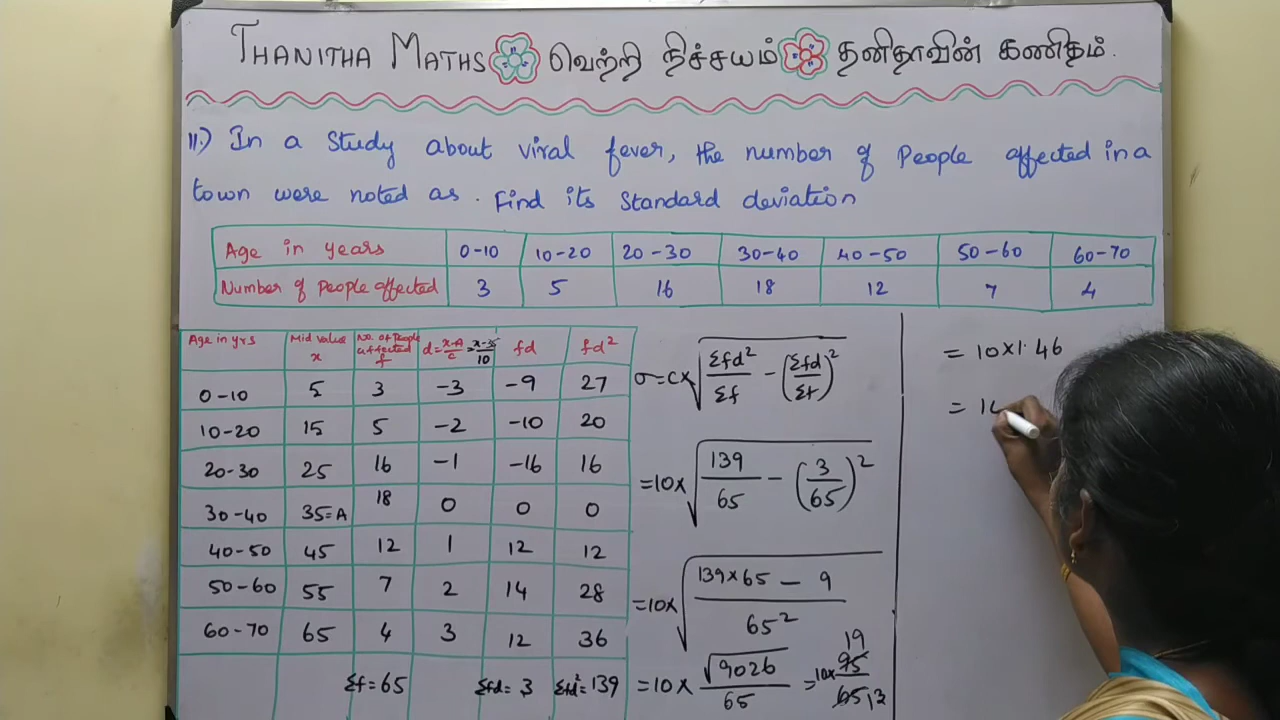 THANITHA MATHS வெற்றி நிச்சயம் தனிதாவின் கணிதம்.
11.) In a study about viral fever, the number of People affected in a
town were noted as. Find its Standard deviation
Age in years 0-10 10-20 20-30 30-40 40-50 50-60 60-70
Number of People affected 3 5 16 18 12 7 4
Age in yrs Mid value x No. of People affected f d=x-A/c=x-35/10 fd fd²
0-10 5 3 -3 -9 27
10-20 15 5 -2 -10 20
20-30 25 16 -1 -16 16
30-40 35=A 18 0 0 0
40-50 45 12 1 12 12
50-60 55 7 2 14 28
60-70 65 4 3 12 36
Σf=65 Σfd=3 Σfd²=139
σ=c×√(Σfd²/Σf-(Σfd/Σf)²)
=10×√(139/65-(3/65)²)
=10×√(139×65-9/65²)
=10×√9026/65=10×95/65 19 13
=10×1.46
=14